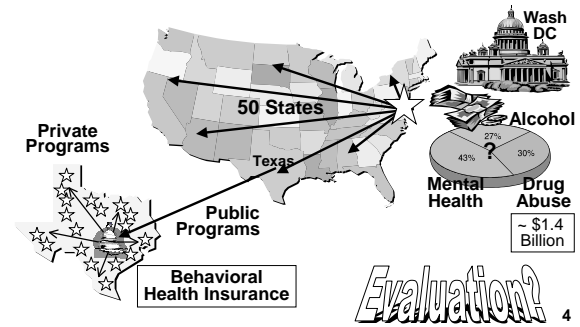 Wash
DC
50 States
Texas
Alcohol
27%
43%
?
30%
Mental
Health
Drug
Abuse
~ $1.4
Billion
Private
Programs
Public
Programs
Behavioral
Health Insurance
Evaluation?
4